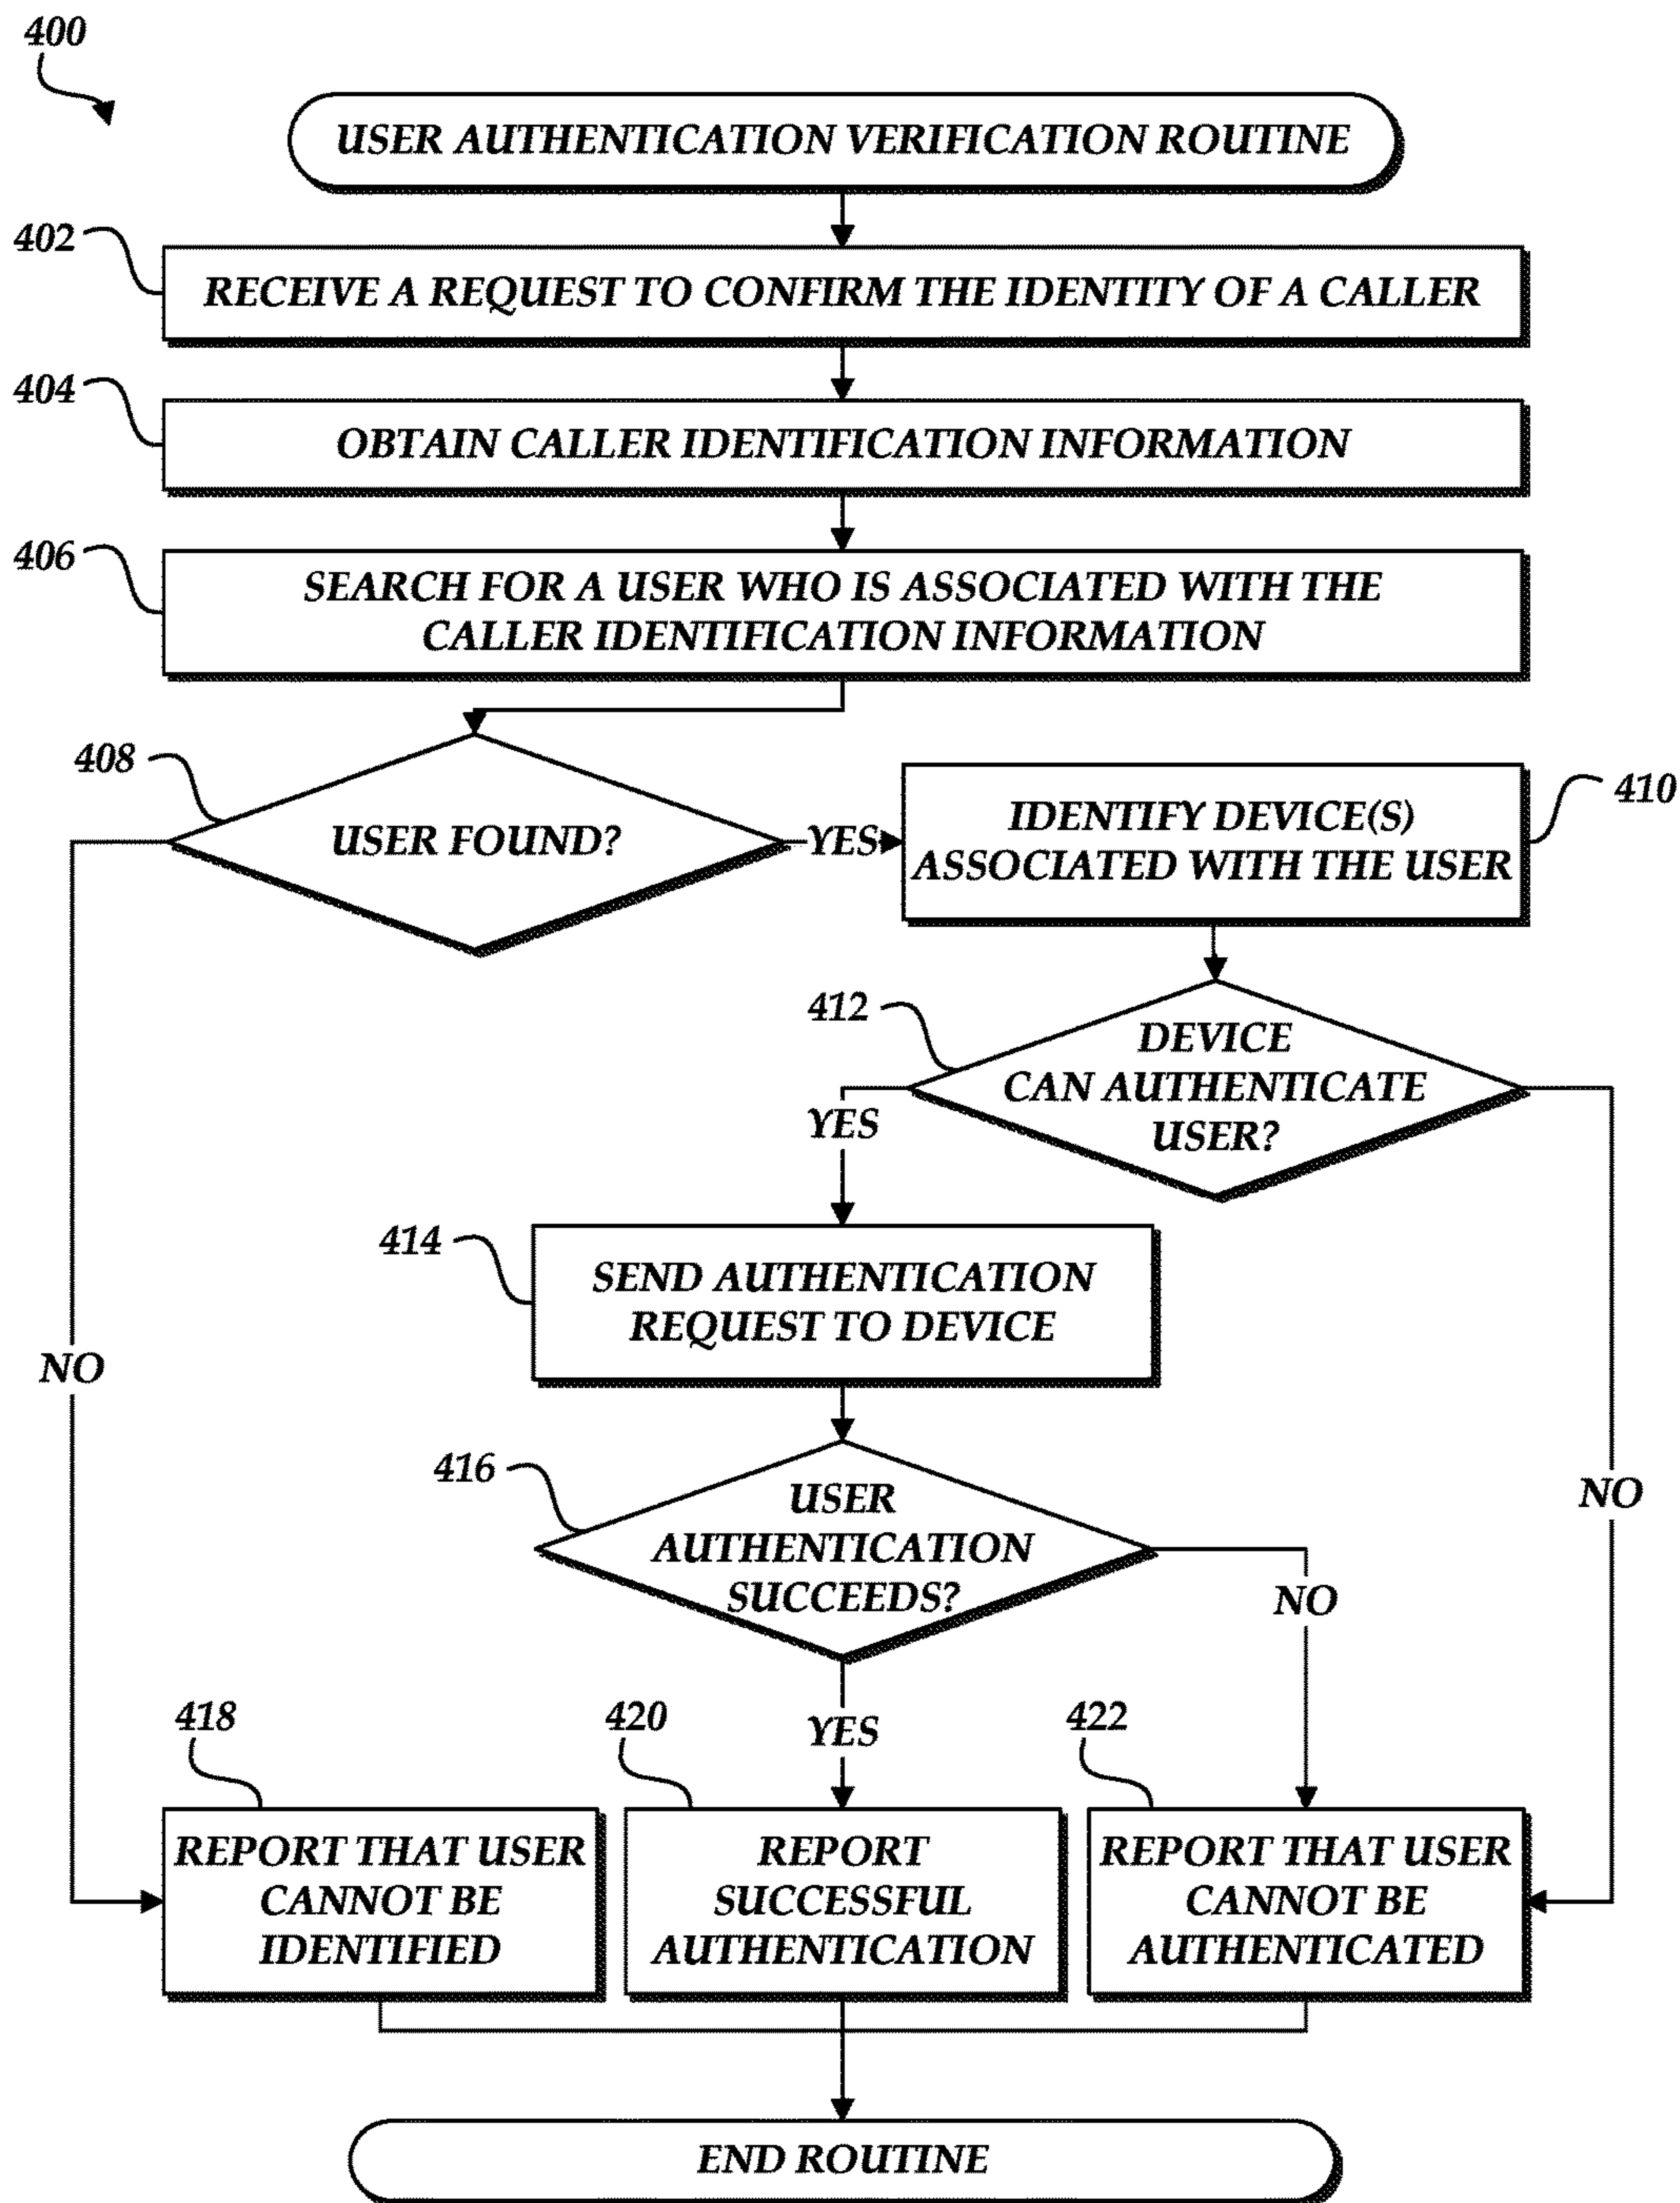 400
USER AUTHENTICATION VERIFICATION ROUTINE
402
RECEIVE A REQUEST TO CONFIRM THE IDENTITY OF A CALLER
404
OBTAIN CALLER IDENTIFICATION INFORMATION
406
SEARCH FOR A USER WHO IS ASSOCIATED WITH THE
CALLER IDENTIFICATION INFORMATION
408
USER FOUND?
YES
410
IDENTIFY DEVICE(S)
ASSOCIATED WITH THE USER
412
DEVICE
CAN AUTHENTICATE
USER?
YES
414
SEND AUTHENTICATION
REQUEST TO DEVICE
NO
416
USER
AUTHENTICATION
SUCCEEDS?
NO
NO
YES
418
REPORT THAT USER
CANNOT BE
IDENTIFIED
420
REPORT
SUCCESSFUL
AUTHENTICATION
422
REPORT THAT USER
CANNOT BE
AUTHENTICATED
END ROUTINE